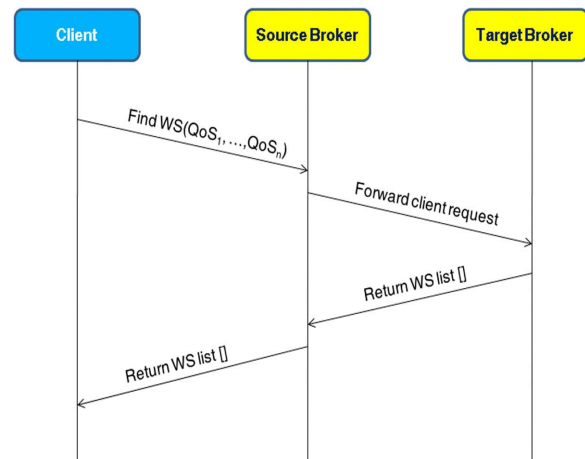 Client
Source Broker
Target Broker
Find WS(QoS₁, …,QoSₙ)
Forward client request
Return WS list []
Return WS list []